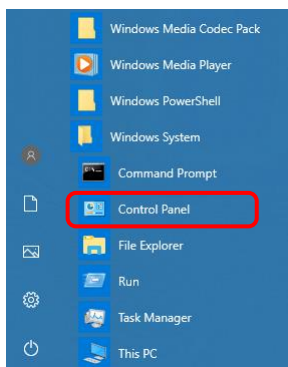 Windows Media Codec Pack
Windows Media Player
Windows PowerShell
Windows System
Command Prompt
Control Panel
File Explorer
Run
Task Manager
This PC